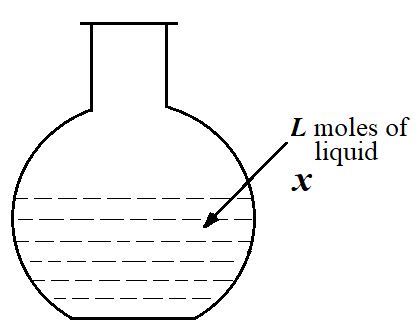 L moles of
liquid
x